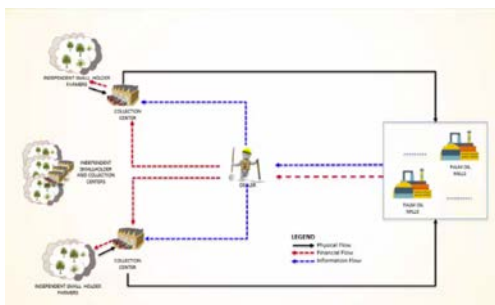 INDEPENDENT SMALL HOLDER
FARMERS
COLLECTION
CENTER
INDEPENDENT
SMALLHOLDER
AND COLLECTION
CENTERS
DEALER
PALM OIL
MILLS
PALM OIL
MILLS
COLLECTION
CENTER
INDEPENDENT SMALL HOLDER
FARMERS
LEGEND
Physical Flow
Financial Flow
Information Flow